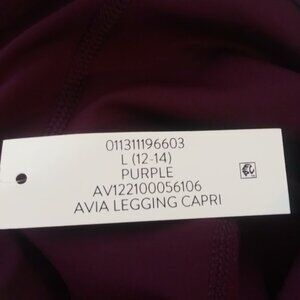 011311196603
L (12-14)
PURPLE
AV122100056106
AVIA LEGGING CAPRI